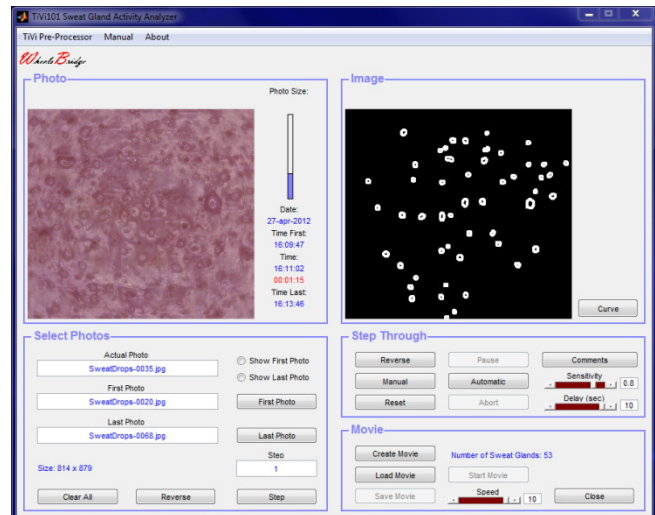 TiVi101 Sweat Gland Activity Analyzer
TiVi Pre-Processor Manual About
WheelsBridge
Photo
Photo Size:
Date:
27-apr-2012
Time First:
16:09:47
Time:
16:11:02
00:01:15
Time Last:
16:13:46
Image
Curve
Select Photos
Actual Photo
SweatDrops-0035.jpg
First Photo
SweatDrops-0020.jpg
Last Photo
SweatDrops-0068.jpg
Size: 814 x 879
Show First Photo
Show Last Photo
First Photo
Last Photo
Step
1
Clear All Reverse Step
Step Through
Reverse Pause Comments
Manual Automatic Sensitivity
0.8
Reset Abort Delay (sec)
10
Movie
Create Movie Number of Sweat Glands: 53
Load Movie Start Movie
Save Movie Speed 10 Close